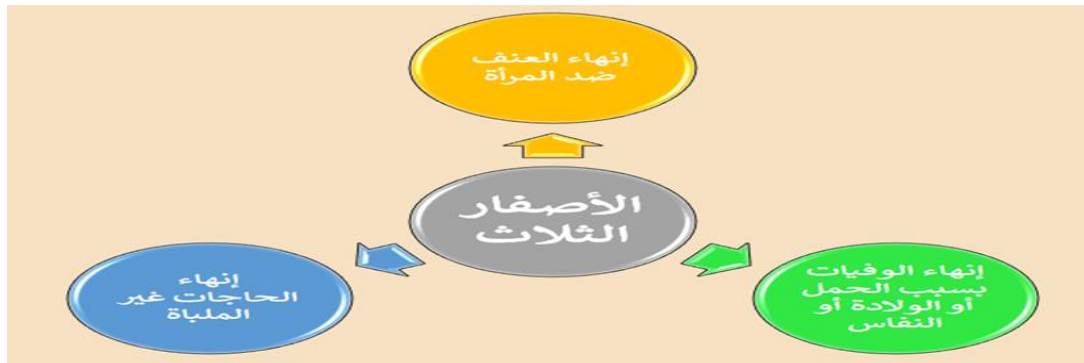 إنهاء العنف
ضد المرأة
الأصفار
الثلاث
إنهاء الوفيات
بسبب الحمل
أو الولادة أو
النفاس
إنهاء
الحاجات غير
الملباة